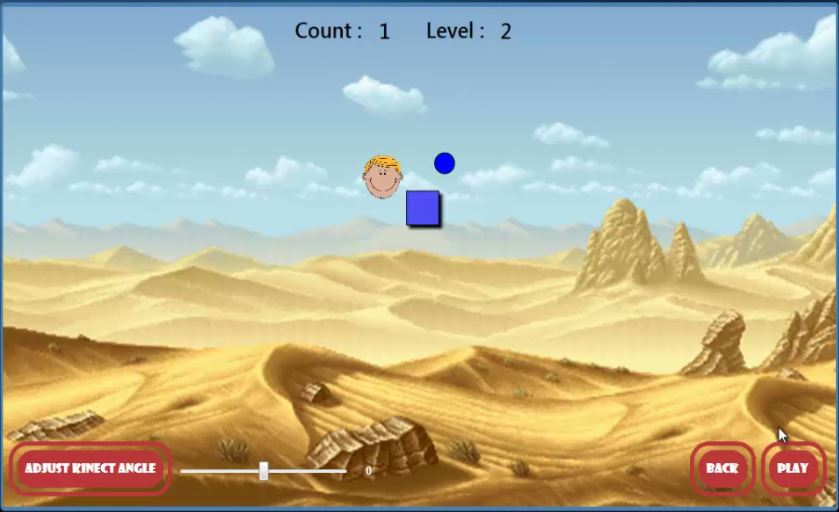 Count : 1 Level : 2
ADJUST KINECT ANGLE 0 BACK PLAY